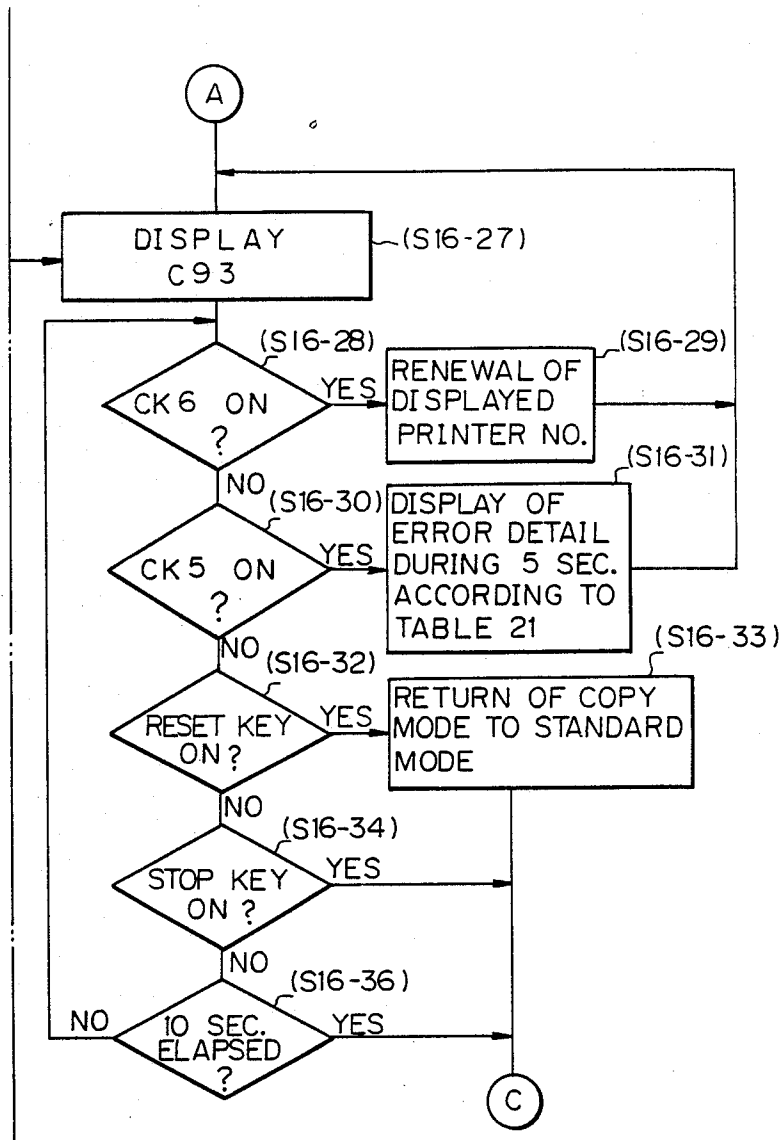 A
DISPLAY
C93
(S16-27)
(S16-28)
CK6 ON
?
YES
NO
(S16-29)
RENEWAL OF
DISPLAYED
PRINTER NO.
(S16-30)
CK5 ON
?
YES
NO
(S16-31)
DISPLAY OF
ERROR DETAIL
DURING 5 SEC.
ACCORDING TO
TABLE 21
(S16-32)
RESET KEY
ON?
YES
NO
(S16-33)
RETURN OF COPY
MODE TO STANDARD
MODE
(S16-34)
STOP KEY
ON?
YES
NO
(S16-36)
10 SEC.
ELAPSED
?
NO
YES
C